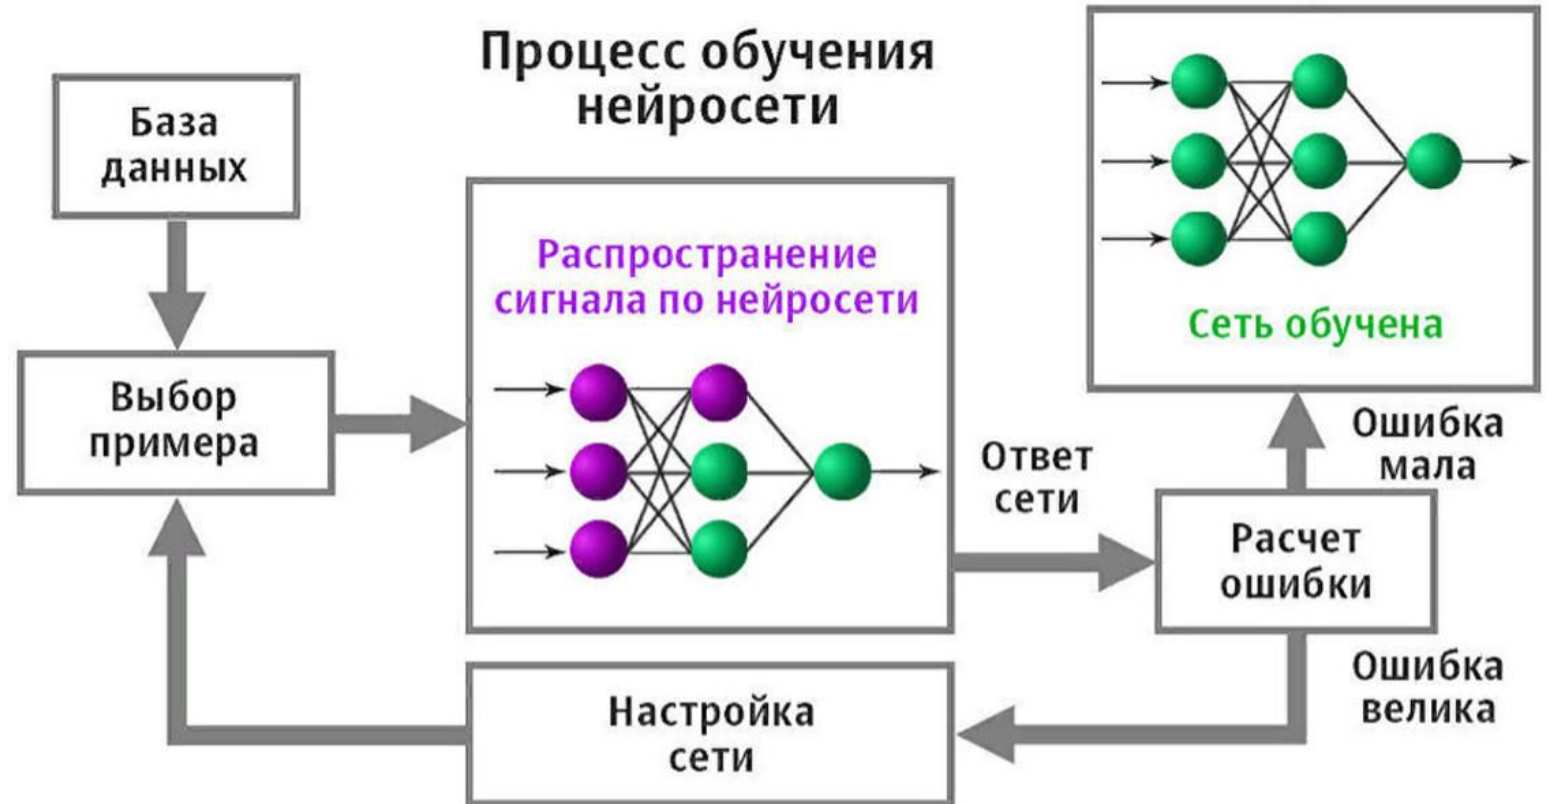 Процесс обучения
нейросети
База
данных
Выбор
примера
Распространение
сигнала по нейросети
Ответ
сети
Расчет
ошибки
Ошибка
мала
Сеть обучена
Ошибка
велика
Настройка
сети